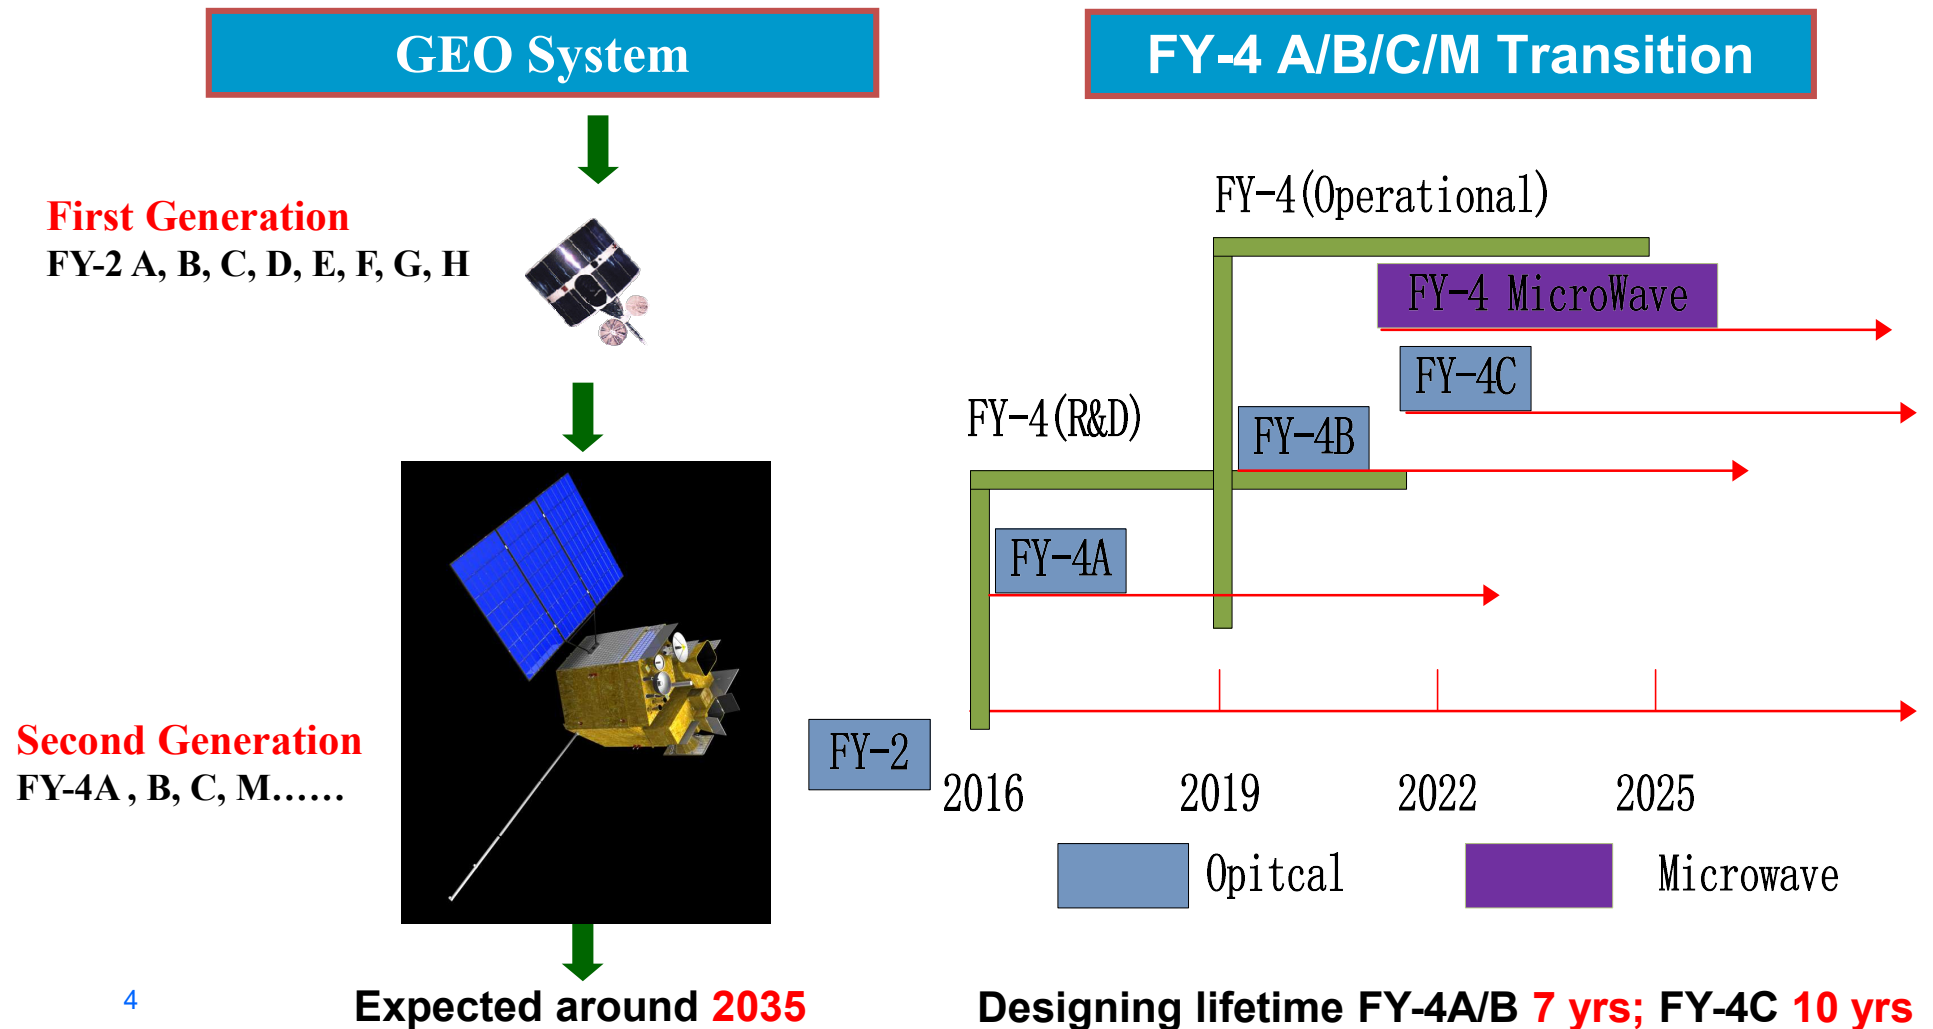 GEO System
First Generation
FY-2 A, B, C, D, E, F, G, H
Second Generation
FY-4A , B, C, M......
Expected around 2035
4
FY-4 A/B/C/M Transition
FY-4(Operational)
FY-4 MicroWave
FY-4C
FY-4(R&D)
FY-4B
FY-4A
FY-2
2016 2019 2022 2025
Opitcal Microwave
Designing lifetime FY-4A/B 7 yrs; FY-4C 10 yrs